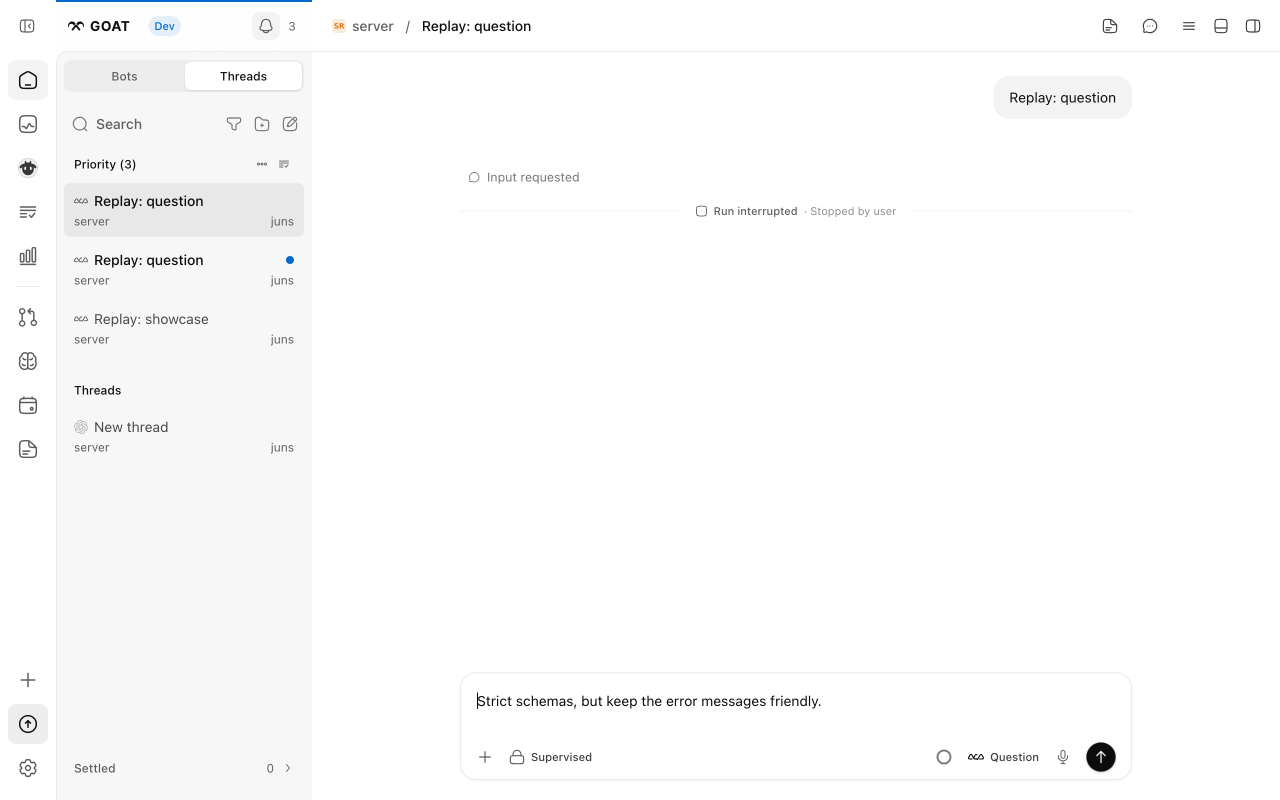 GOAT
Dev
3
SR server / Replay: question
Bots
Threads
Search
Priority (3)
Replay: question
server
juns
Replay: question
server
juns
Replay: showcase
server
juns
Threads
New thread
server
juns
Settled
0
Replay: question
Input requested
Run interrupted · Stopped by user
Strict schemas, but keep the error messages friendly.
Supervised
Question